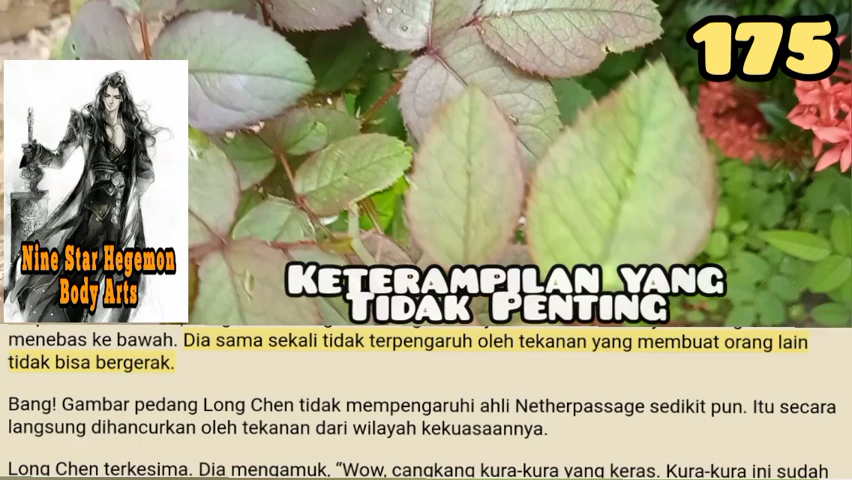 175
Nine Star Hegemon
Body Arts
Keterampilan yang
Tidak Penting
menebas ke bawah. Dia sama sekali tidak terpengaruh oleh tekanan yang membuat orang lain
tidak bisa bergerak.
Bang! Gambar pedang Long Chen tidak mempengaruhi ahli Netherpassage sedikit pun. Itu secara
langsung dihancurkan oleh tekanan dari wilayah kekuasaannya.
Long Chen terkesima. Dia mengamuk, “Wow, cangkang kura-kura yang keras. Kura-kura ini sudah